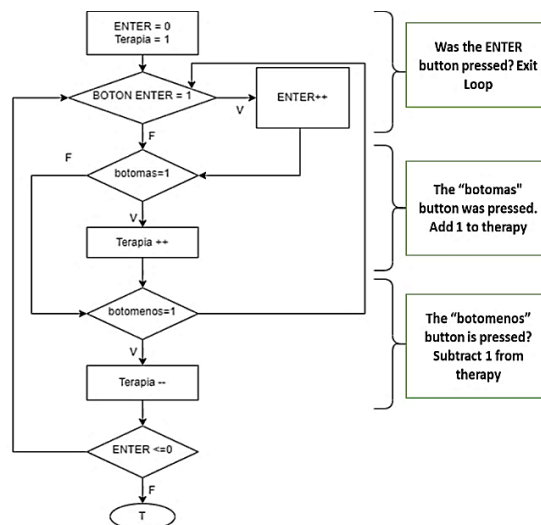 ENTER = 0
Terapia = 1
BOTON ENTER = 1
V
ENTER++
F
F
botomas=1
V
Terapia ++
botomenos=1
V
Terapia --
ENTER <=0
F
T
Was the ENTER
button pressed? Exit
Loop
The “botomas"
button was pressed.
Add 1 to therapy
The “botomenos”
button is pressed?
Subtract 1 from
therapy